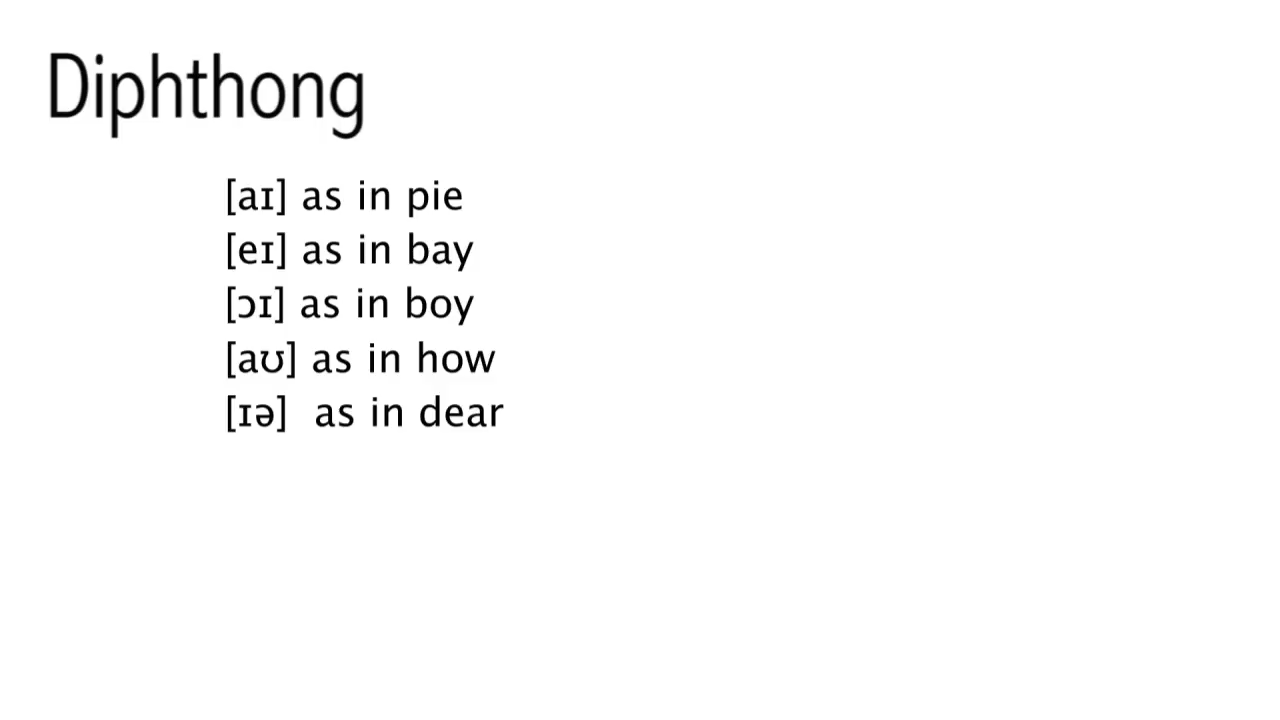 Diphthong
[aɪ] as in pie
[eɪ] as in bay
[ɔɪ] as in boy
[aʊ] as in how
[ɪə] as in dear